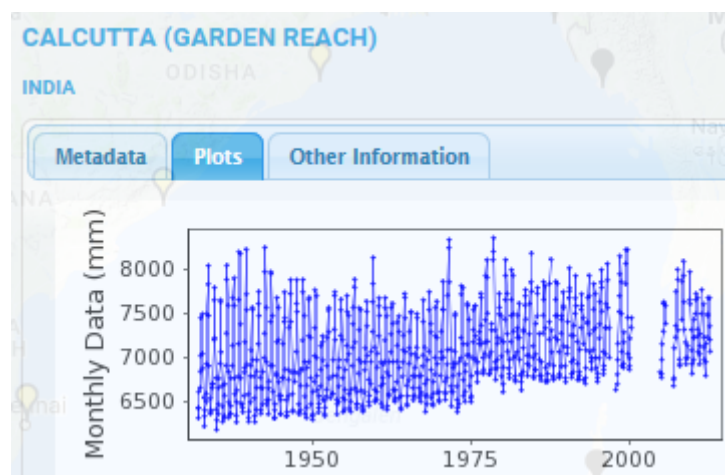 CALCUTTA (GARDEN REACH)
ODISHA
INDIA
Metadata Plots Other Information
Monthly Data (mm)
8000
7500
7000
6500
1950 1975 2000